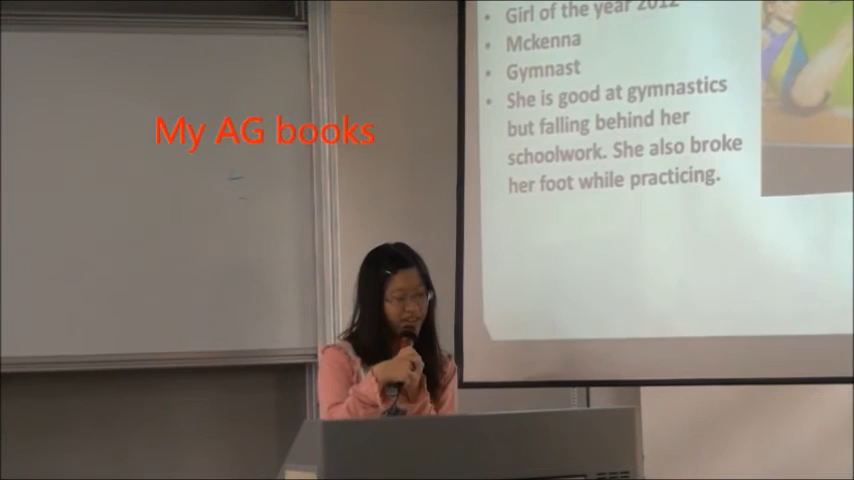 My AG books
• Girl of the year 2012
• Mckenna
• Gymnast
• She is good at gymnastics
but falling behind her
schoolwork. She also broke
her foot while practicing.